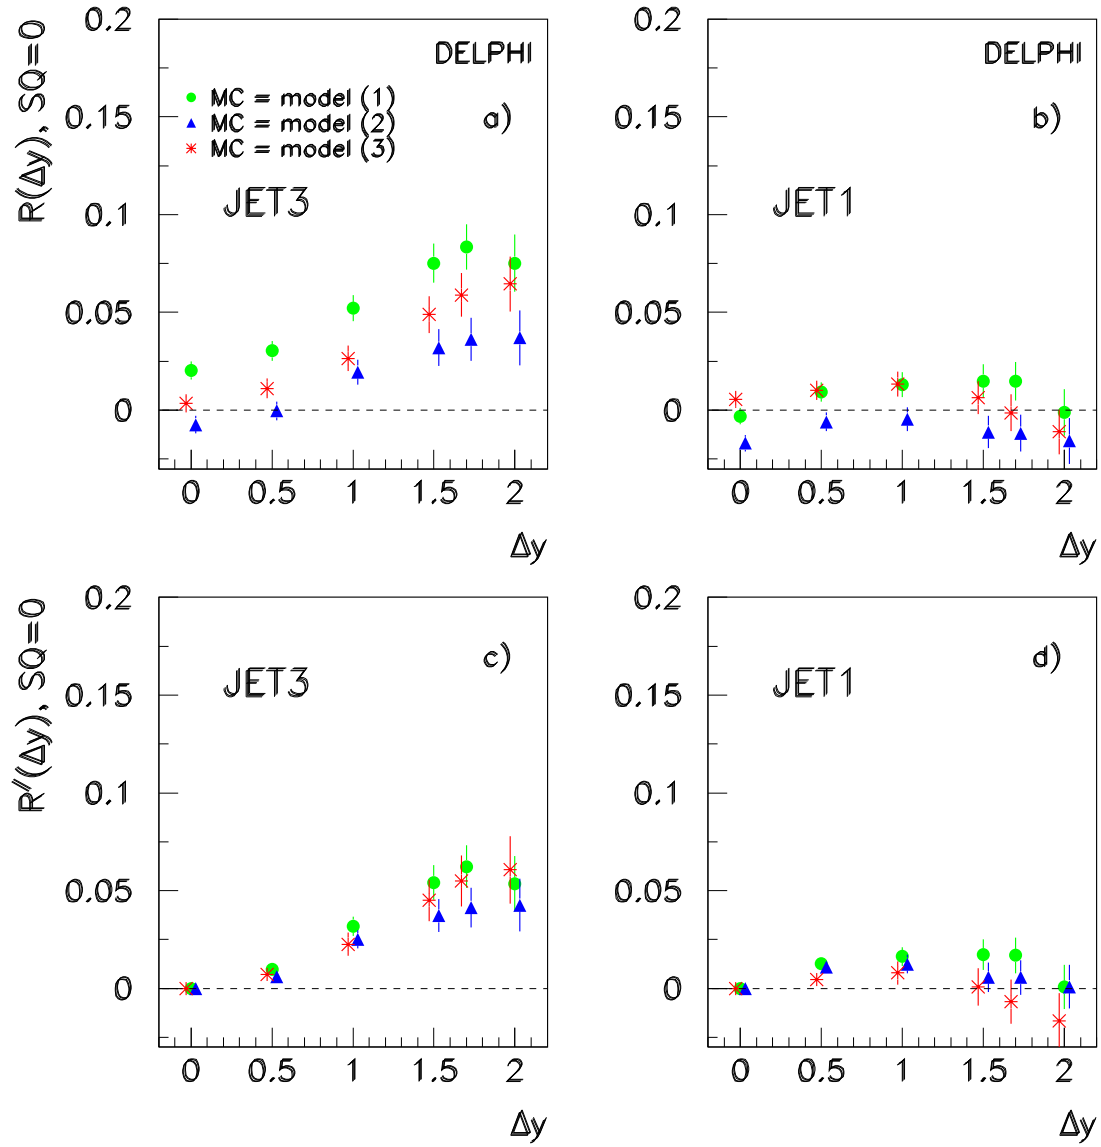 R(Δy), SQ=0
0.2
0.15
0.1
0.05
0
DELPHI
MC = model (1)
MC = model (2)
MC = model (3)
a)
JET3
0 0.5 1 1.5 2
Δy
0.2
0.15
0.1
0.05
0
DELPHI
b)
JET1
0 0.5 1 1.5 2
Δy
R′(Δy), SQ=0
0.2
0.15
0.1
0.05
0
c)
JET3
0 0.5 1 1.5 2
Δy
0.2
0.15
0.1
0.05
0
d)
JET1
0 0.5 1 1.5 2
Δy